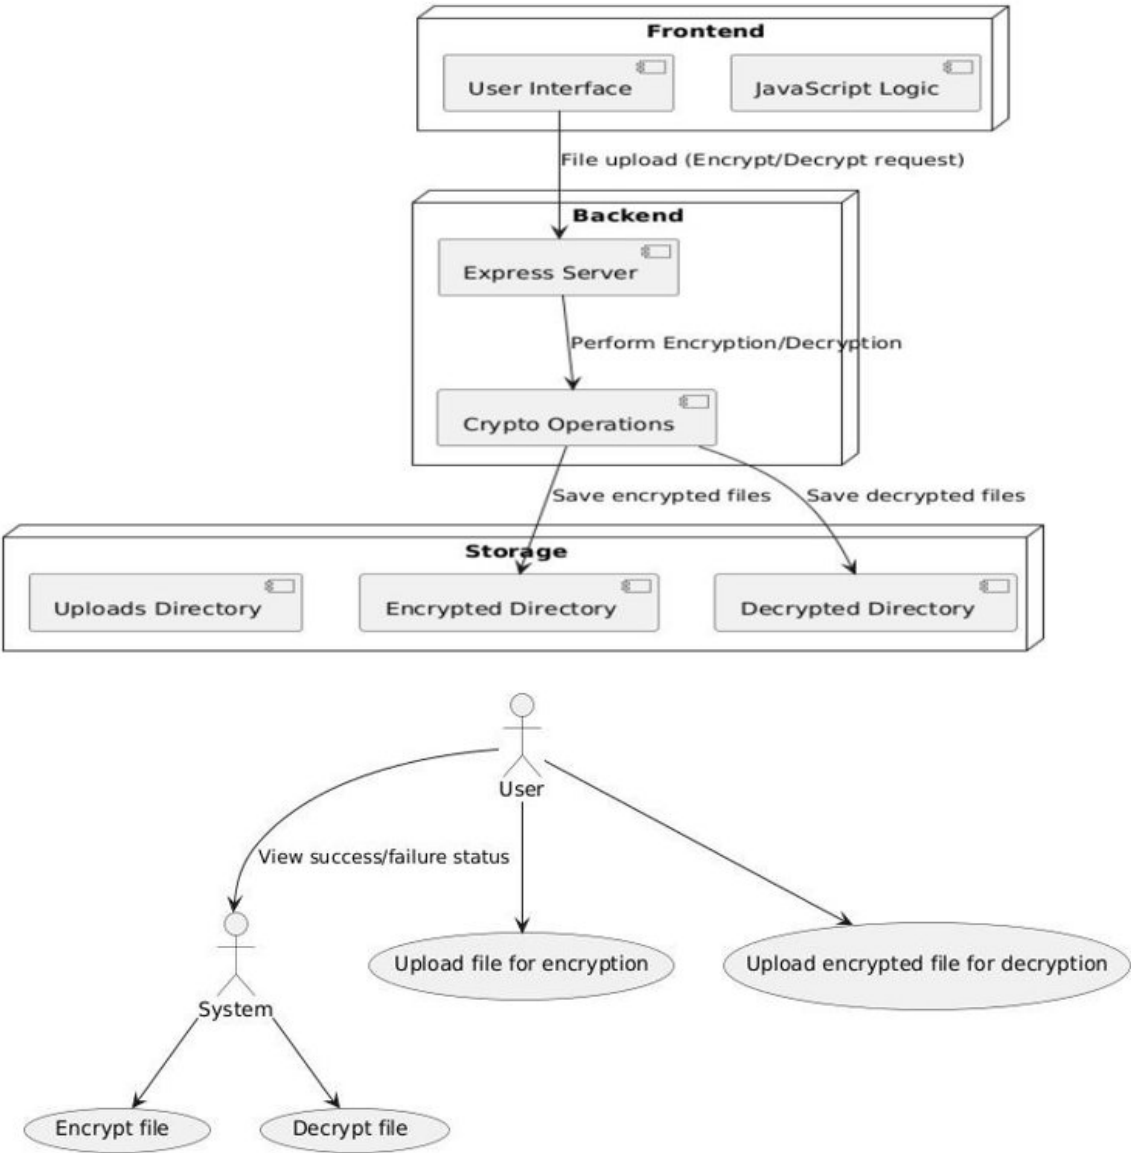 Frontend
User Interface
JavaScript Logic
File upload (Encrypt/Decrypt request)
Backend
Express Server
Perform Encryption/Decryption
Crypto Operations
Save encrypted files
Save decrypted files
Storage
Uploads Directory
Encrypted Directory
Decrypted Directory
User
View success/failure status
Upload file for encryption
Upload encrypted file for decryption
System
Encrypt file
Decrypt file